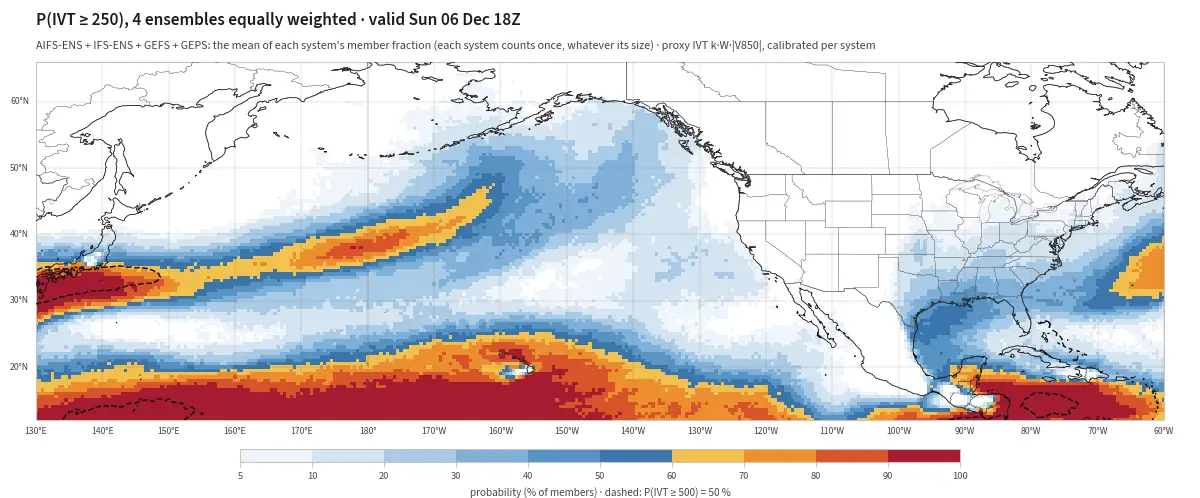 P(IVT ≥ 250), 4 ensembles equally weighted · valid Sun 06 Dec 18Z
AIFS-ENS + IFS-ENS + GEFS + GEPS: the mean of each system's member fraction (each system counts once, whatever its size) · proxy IVT k·W·|V850|, calibrated per system
60°N
50°N
40°N
30°N
20°N
130°E 140°E 150°E 160°E 170°E 180° 170°W 160°W 150°W 140°W 130°W 120°W 110°W 100°W 90°W 80°W 70°W 60°W
5 10 20 30 40 50 60 70 80 90 100
probability (% of members) · dashed: P(IVT ≥ 500) = 50 %